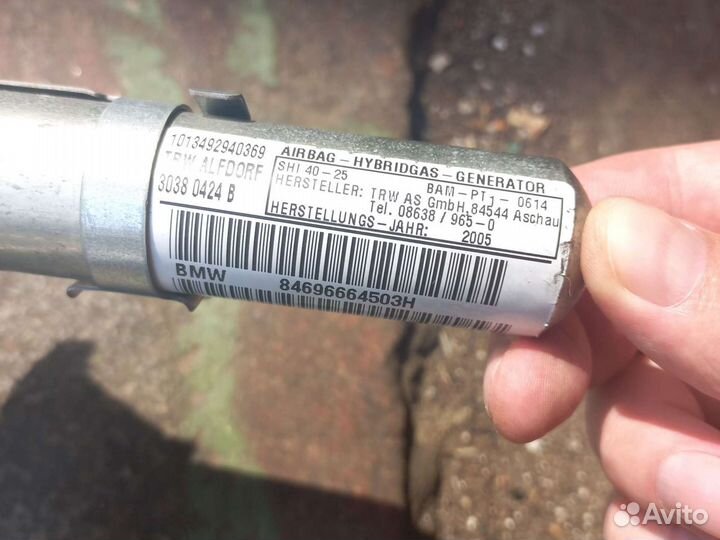 1013492940369
TRW ALFDORF
3038 0424 B
AIRBAG-HYBRIDGAS-GENERATOR
SHI 40-25 BAM-PTJ-0614
HERSTELLER: TRW AS GmbH, 84544 Aschau
Tel. 08638 / 965-0
HERSTELLUNGS-JAHR: 2005
BMW 84696664503H
Avito